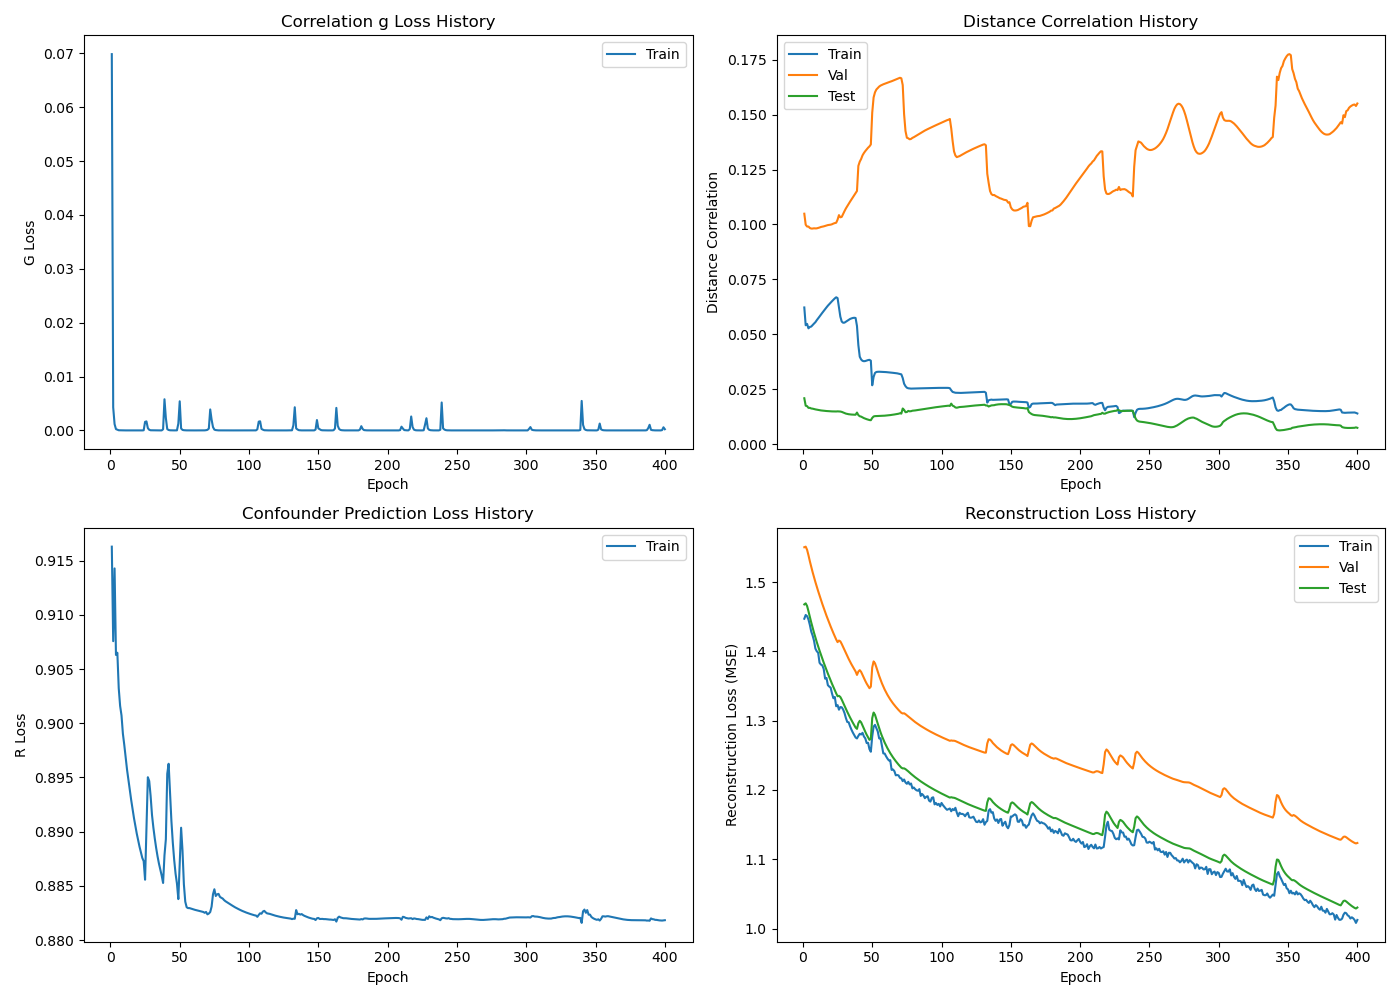 Correlation g Loss History
G Loss
0.07
0.06
0.05
0.04
0.03
0.02
0.01
0.00
Train
0 50 100 150 200 250 300 350 400
Epoch
Distance Correlation History
Distance Correlation
0.175
0.150
0.125
0.100
0.075
0.050
0.025
0.000
Train
Val
Test
0 50 100 150 200 250 300 350 400
Epoch
Confounder Prediction Loss History
R Loss
0.915
0.910
0.905
0.900
0.895
0.890
0.885
0.880
Train
0 50 100 150 200 250 300 350 400
Epoch
Reconstruction Loss History
Reconstruction Loss (MSE)
1.5
1.4
1.3
1.2
1.1
1.0
Train
Val
Test
0 50 100 150 200 250 300 350 400
Epoch